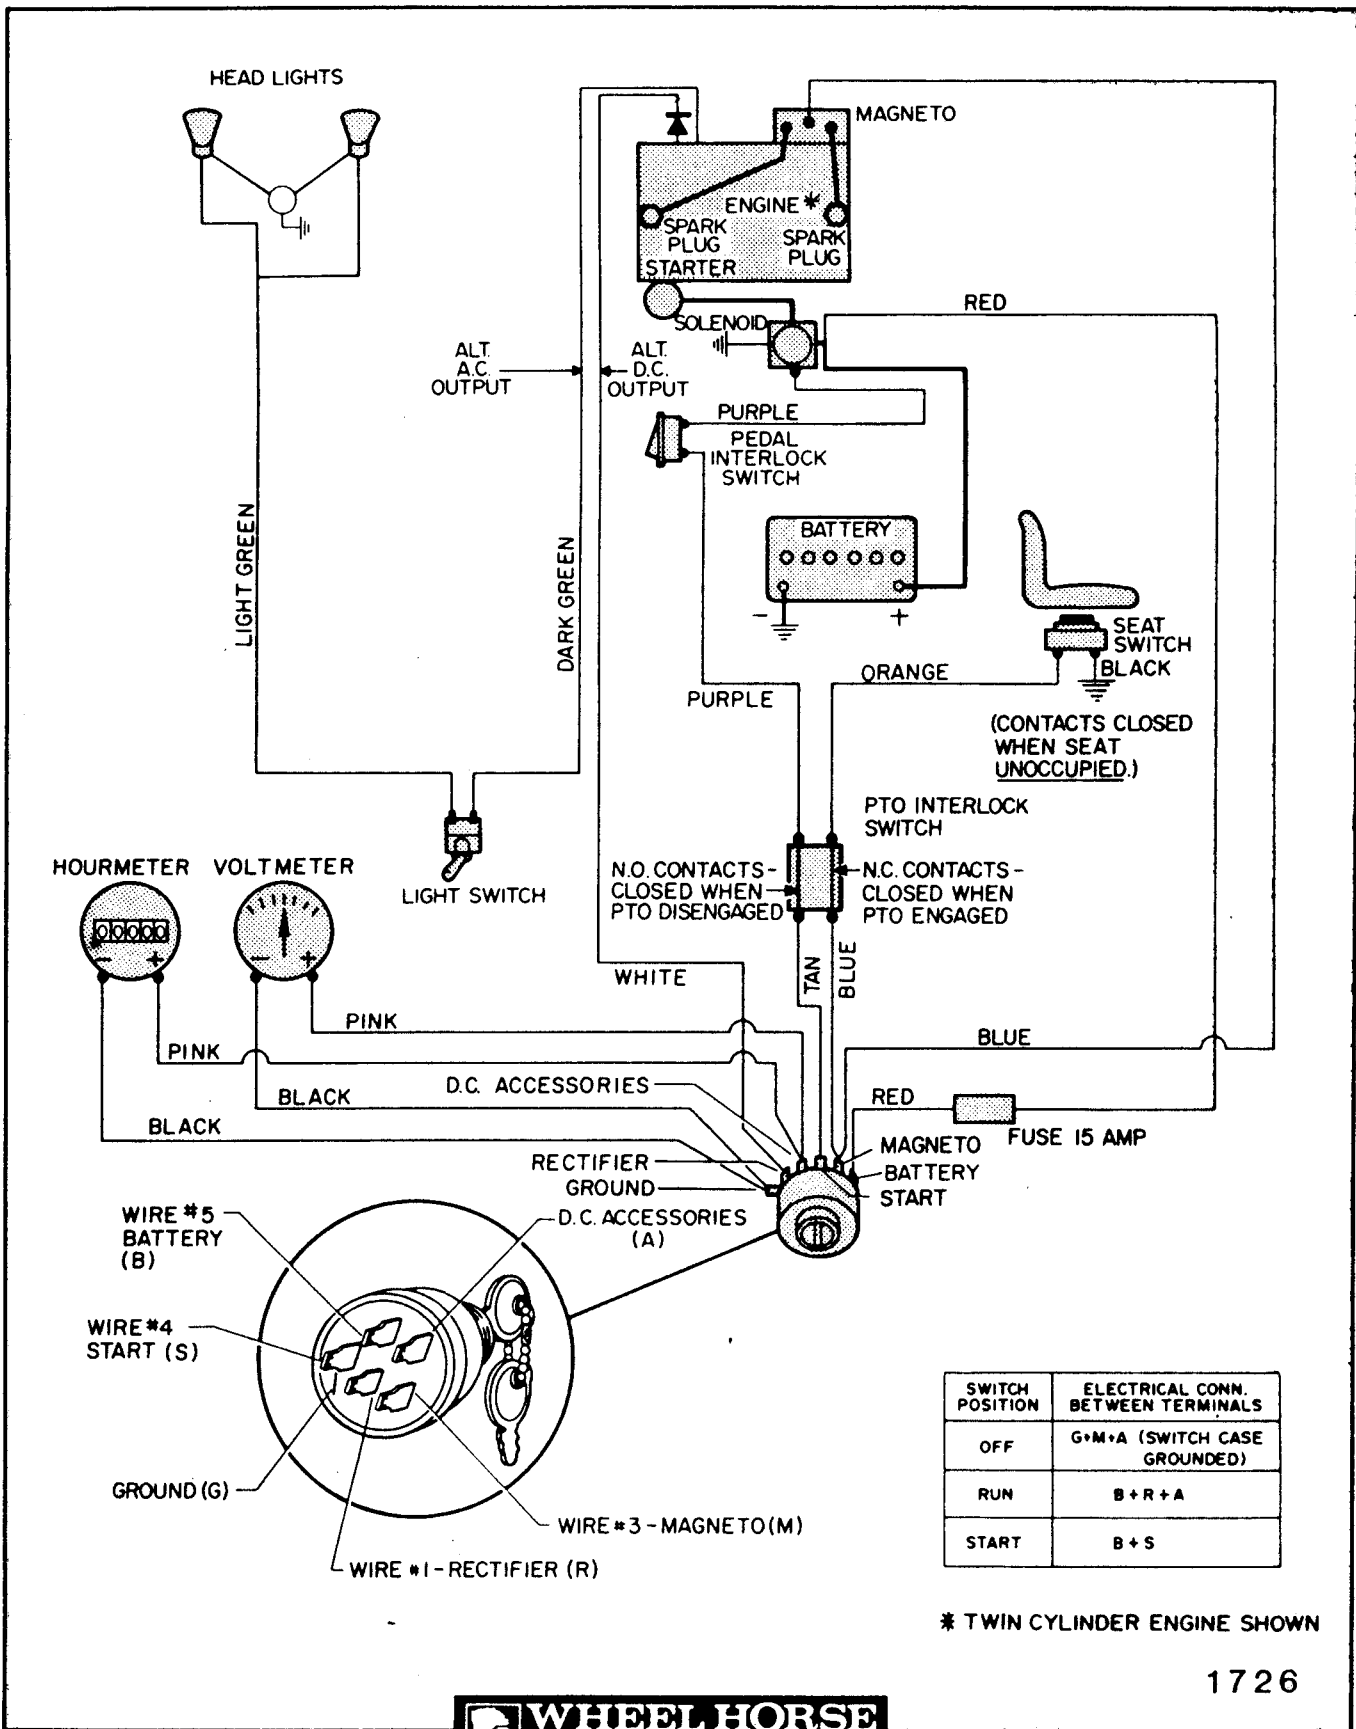 HEAD LIGHTS
MAGNETO
ENGINE *
SPARK
PLUG
SPARK
PLUG
STARTER
RED
SOLENOID
ALT.
A.C.
OUTPUT
ALT.
D.C.
OUTPUT
PURPLE
PEDAL
INTERLOCK
SWITCH
LIGHT GREEN
DARK GREEN
BATTERY
- +
SEAT
SWITCH
BLACK
ORANGE
PURPLE
(CONTACTS CLOSED
WHEN SEAT
UNOCCUPIED.)
PTO INTERLOCK
SWITCH
HOURMETER
VOLTMETER
LIGHT SWITCH
N.O. CONTACTS -
CLOSED WHEN
PTO DISENGAGED
N.C. CONTACTS -
CLOSED WHEN
PTO ENGAGED
00000
- +
- +
WHITE
TAN
BLUE
PINK
PINK
BLUE
D.C. ACCESSORIES
BLACK
BLACK
RED
FUSE 15 AMP
MAGNETO
BATTERY
START
RECTIFIER
GROUND
WIRE #5
BATTERY
(B)
D.C. ACCESSORIES
(A)
WIRE #4
START (S)
GROUND (G)
WIRE #3 - MAGNETO (M)
WIRE #1 - RECTIFIER (R)
SWITCH
POSITION
ELECTRICAL CONN.
BETWEEN TERMINALS
OFF
G+M+A (SWITCH CASE
GROUNDED)
RUN
B + R + A
START
B + S
* TWIN CYLINDER ENGINE SHOWN
1726
WHEEL HORSE